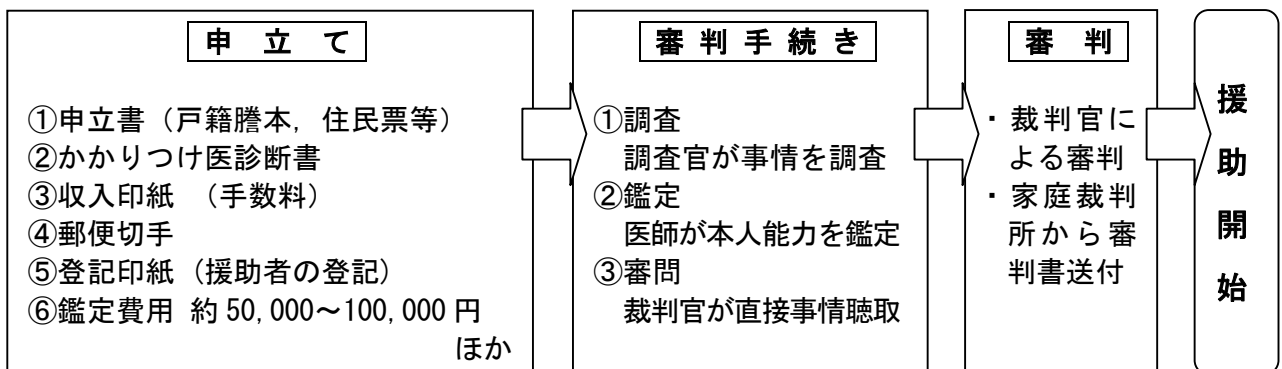 申 立 て
①申立書（戸籍謄本，住民票等）
②かかりつけ医診断書
③収入印紙 （手数料）
④郵便切手
⑤登記印紙（援助者の登記）
⑥鑑定費用 約 50,000～100,000 円
ほか
審 判 手 続 き
①調査
調査官が事情を調査
②鑑定
医師が本人能力を鑑定
③審問
裁判官が直接事情聴取
審 判
・裁判官に
よる審判
・家庭裁判
所から審
判書送付
援助開始